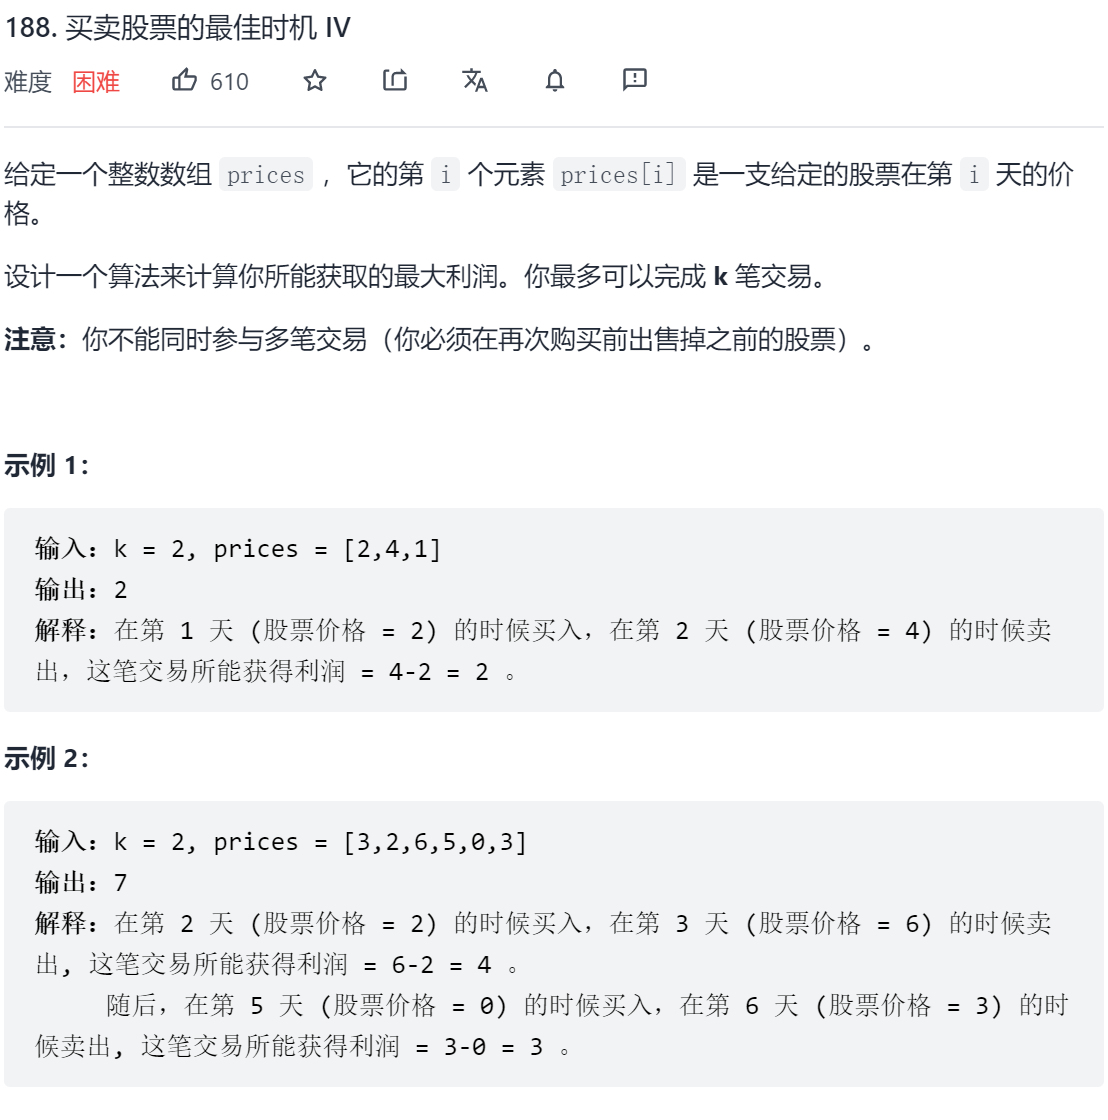 188. 买卖股票的最佳时机 IV
难度 困难 610
给定一个整数数组 prices ，它的第 i 个元素 prices[i] 是一支给定的股票在第 i 天的价
格。
设计一个算法来计算你所能获取的最大利润。你最多可以完成 k 笔交易。
注意：你不能同时参与多笔交易（你必须在再次购买前出售掉之前的股票）。
示例 1：
输入：k = 2, prices = [2,4,1]
输出：2
解释：在第 1 天 (股票价格 = 2) 的时候买入，在第 2 天 (股票价格 = 4) 的时候卖
出，这笔交易所能获得利润 = 4-2 = 2 。
示例 2：
输入：k = 2, prices = [3,2,6,5,0,3]
输出：7
解释：在第 2 天 (股票价格 = 2) 的时候买入，在第 3 天 (股票价格 = 6) 的时候卖
出, 这笔交易所能获得利润 = 6-2 = 4 。
随后，在第 5 天 (股票价格 = 0) 的时候买入，在第 6 天 (股票价格 = 3) 的时
候卖出, 这笔交易所能获得利润 = 3-0 = 3 。